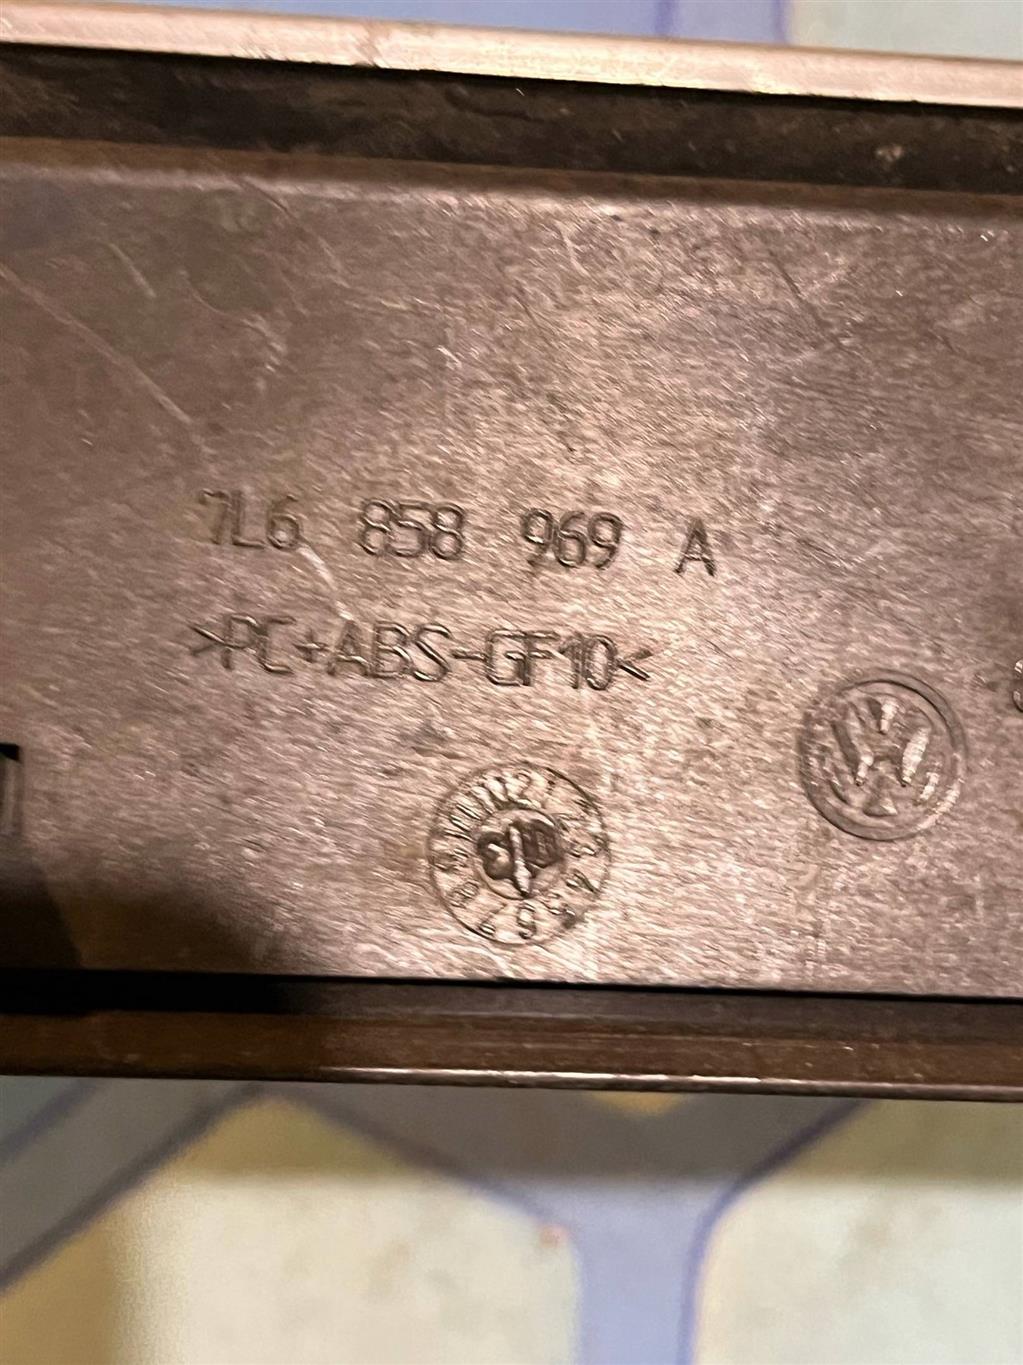 7L6 858 969 A
>PC+ABS-GF10<